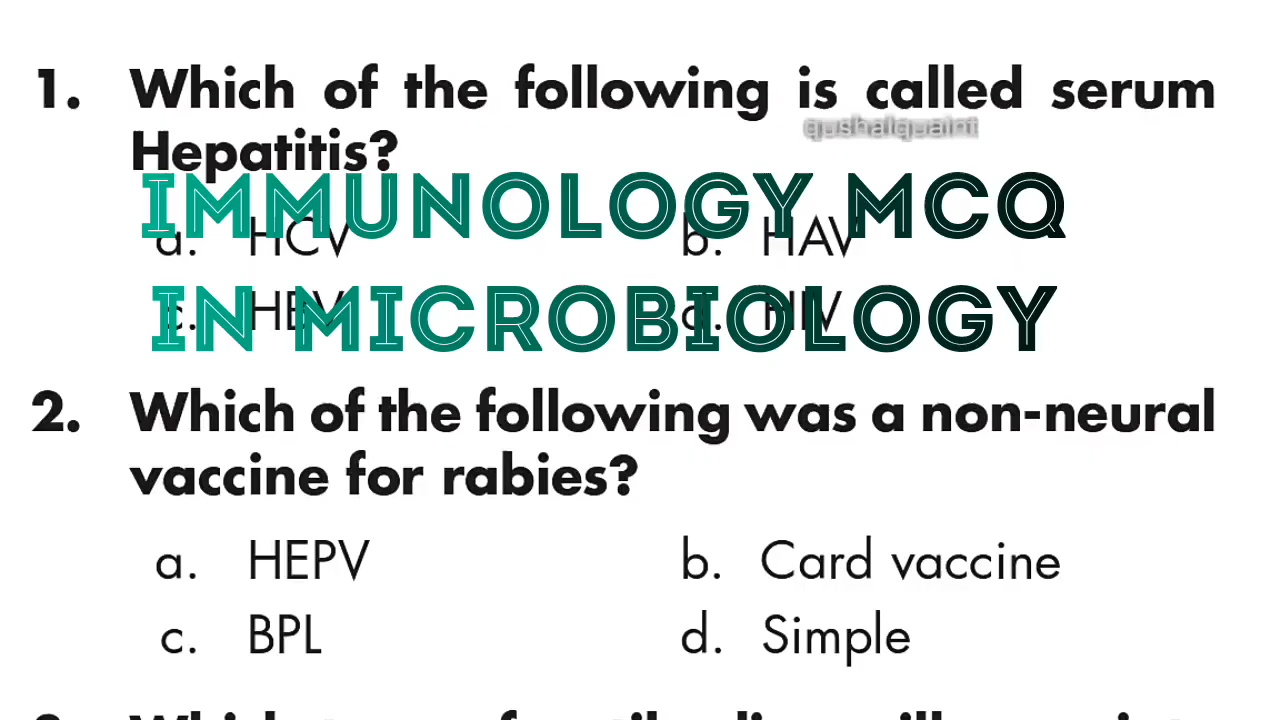 1. Which of the following is called serum
qushalquaint
Hepatitis?
IMMUNOLOGY MCQ
a. HCV b. HAV
IN MICROBIOLOGY
c. HBV d. HIV
2. Which of the following was a non-neural
vaccine for rabies?
a. HEPV b. Card vaccine
c. BPL d. Simple